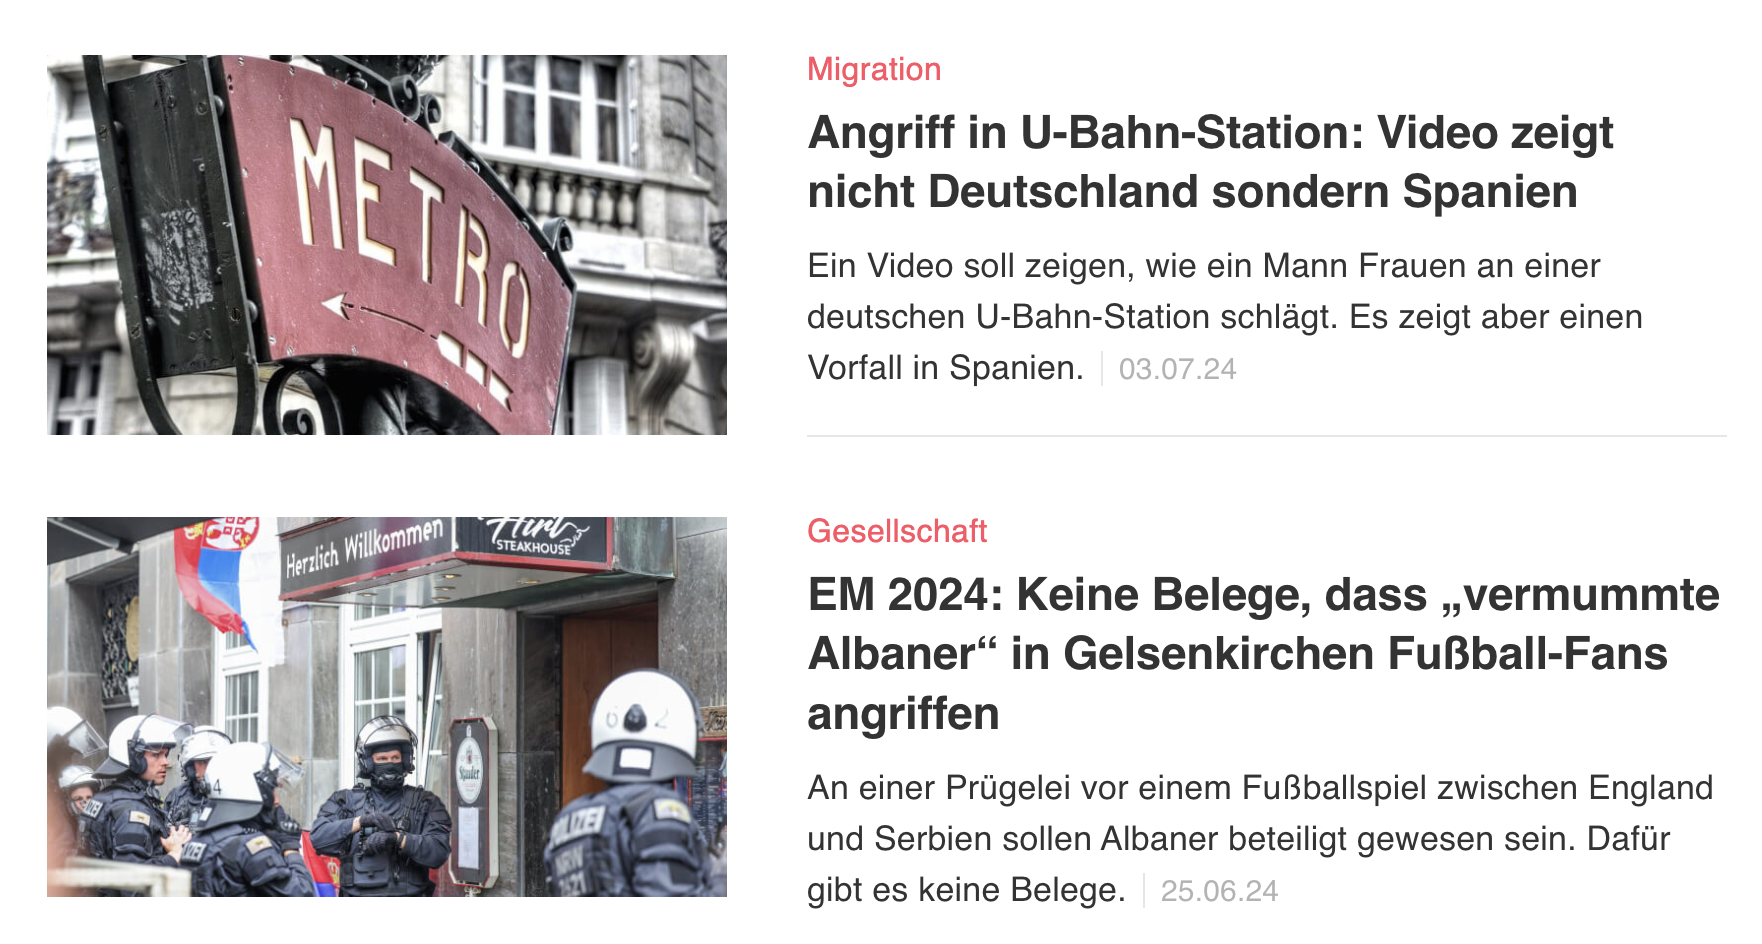 METRO
Migration
Angriff in U-Bahn-Station: Video zeigt
nicht Deutschland sondern Spanien
Ein Video soll zeigen, wie ein Mann Frauen an einer
deutschen U-Bahn-Station schlägt. Es zeigt aber einen
Vorfall in Spanien. 03.07.24
Herzlich Willkommen
Hirt
STEAKHOUSE
62
4
POLIZEI
NRW
Gesellschaft
EM 2024: Keine Belege, dass „vermummte
Albaner“ in Gelsenkirchen Fußball-Fans
angriffen
An einer Prügelei vor einem Fußballspiel zwischen England
und Serbien sollen Albaner beteiligt gewesen sein. Dafür
gibt es keine Belege. 25.06.24